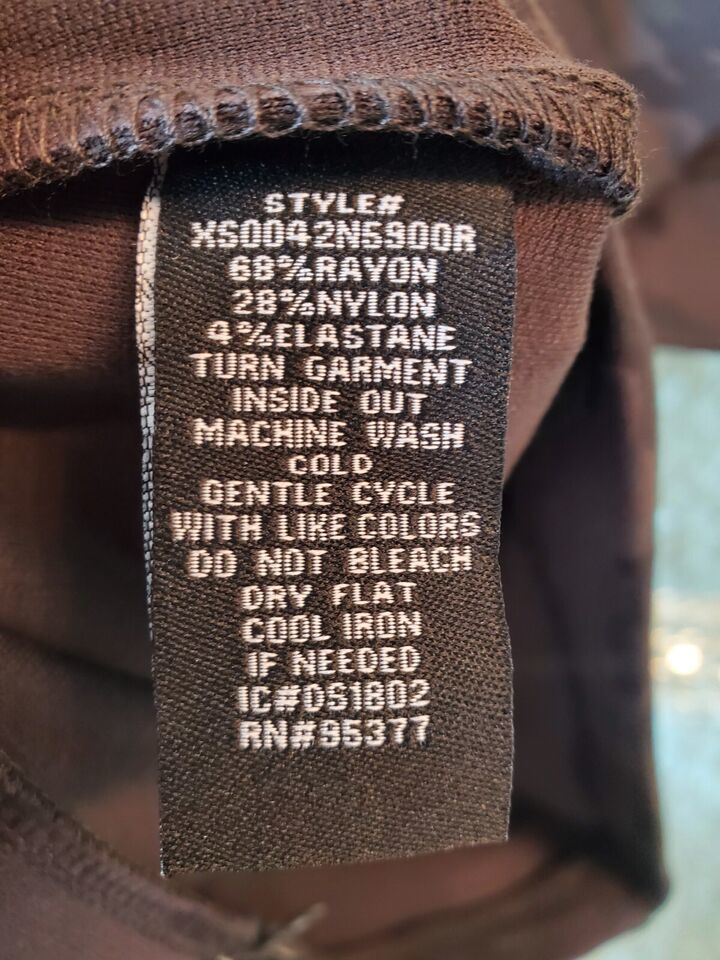 STYLE#
XS0042N5900R
68%RAYON
28%NYLON
4%ELASTANE
TURN GARMENT
INSIDE OUT
MACHINE WASH
COLD
GENTLE CYCLE
WITH LIKE COLORS
DO NOT BLEACH
DRY FLAT
COOL IRON
IF NEEDED
IC#DS1802
RN#95377